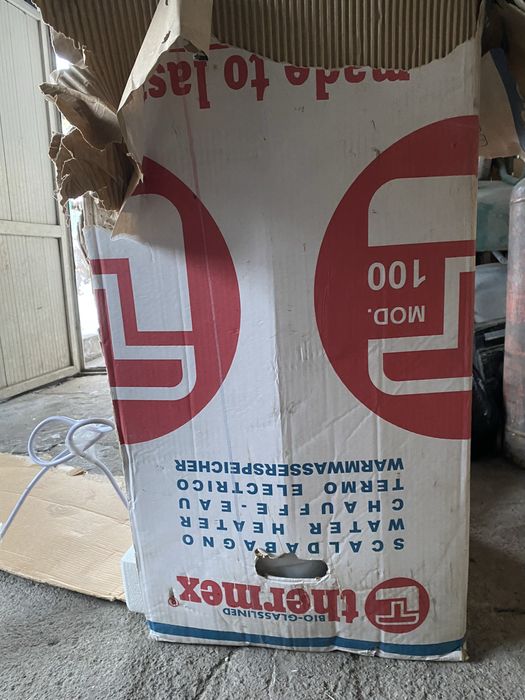 BIO-GLASSLINED
thermex
SCALDABAGNO
WATER HEATER
CHAUFFE-EAU
TERMO ELECTRICO
WARMWASSERSPEICHER
MOD.
100
made to last